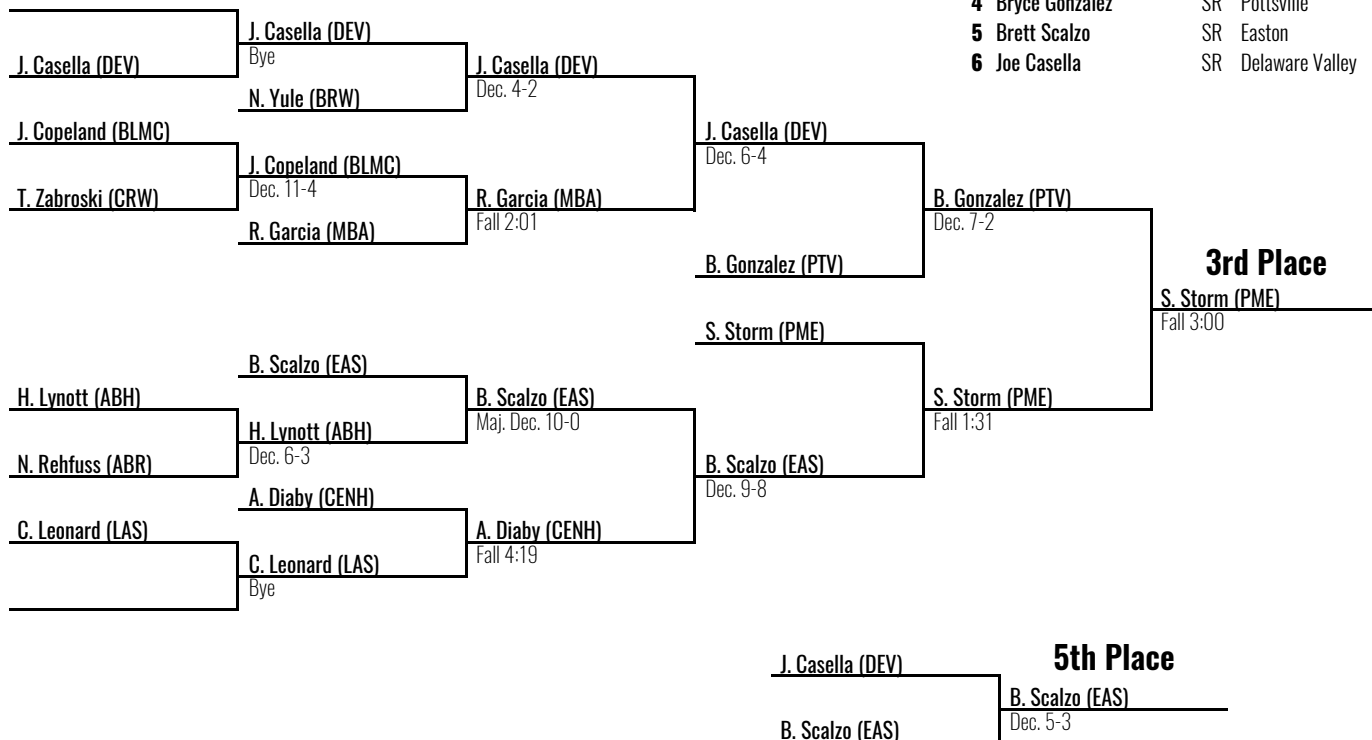 4 Bryce Gonzalez SR Pottsville
5 Brett Scalzo SR Easton
6 Joe Casella SR Delaware Valley
J. Casella (DEV)
J. Casella (DEV)
Bye
N. Yule (BRW)
J. Casella (DEV)
Dec. 4-2
J. Copeland (BLMC)
T. Zabroski (CRW)
J. Copeland (BLMC)
Dec. 11-4
R. Garcia (MBA)
R. Garcia (MBA)
Fall 2:01
J. Casella (DEV)
Dec. 6-4
B. Gonzalez (PTV)
B. Gonzalez (PTV)
Dec. 7-2
3rd Place
S. Storm (PME)
Fall 3:00
S. Storm (PME)
S. Storm (PME)
Fall 1:31
B. Scalzo (EAS)
H. Lynott (ABH)
N. Rehfuss (ABR)
H. Lynott (ABH)
Dec. 6-3
B. Scalzo (EAS)
Maj. Dec. 10-0
B. Scalzo (EAS)
Dec. 9-8
A. Diaby (CENH)
C. Leonard (LAS)
C. Leonard (LAS)
Bye
A. Diaby (CENH)
Fall 4:19
5th Place
J. Casella (DEV)
B. Scalzo (EAS)
B. Scalzo (EAS)
Dec. 5-3